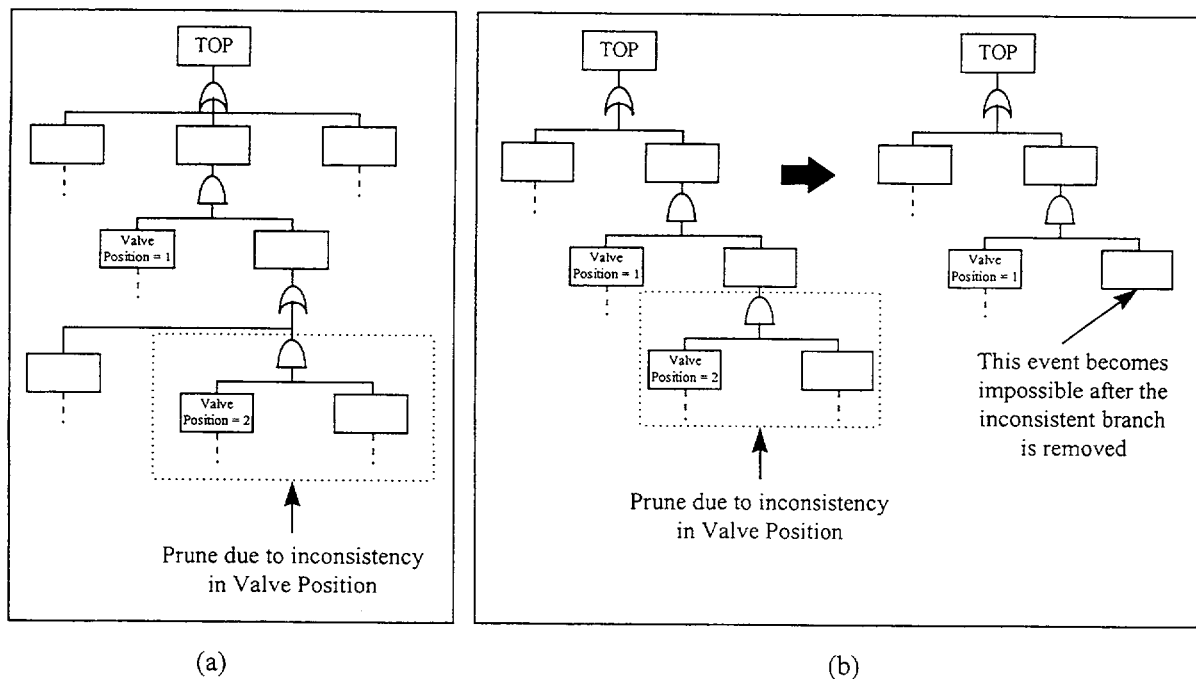 TOP
Valve
Position = 1
Valve
Position = 2
Prune due to inconsistency
in Valve Position
(a)
TOP
Valve
Position = 1
Valve
Position = 2
Prune due to inconsistency
in Valve Position
TOP
Valve
Position = 1
This event becomes
impossible after the
inconsistent branch
is removed
(b)